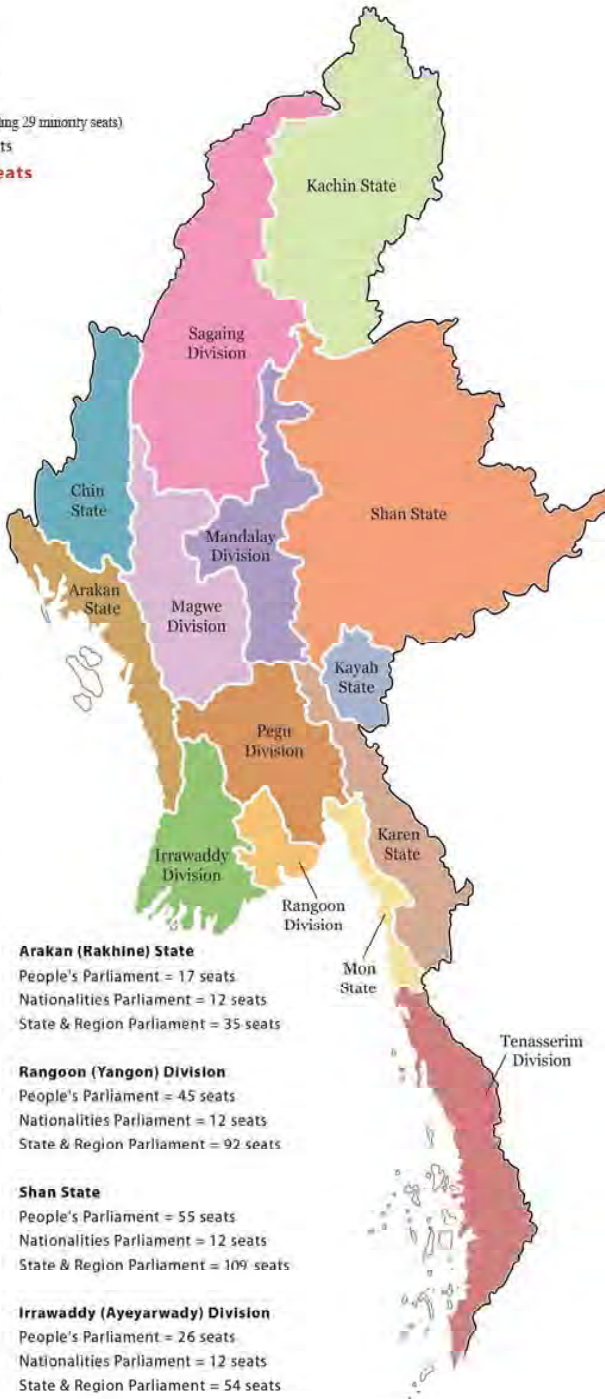 29 minority seats)
Kachin State
Sagaing
Division
Chin
State
Shan State
Mandalay
Division
Arakan
State
Magwe
Division
Kayah
State
Pegu
Division
Karen
State
Irrawaddy
Division
Rangoon
Division
Mon
State
Tenasserim
Division
Arakan (Rakhine) State
People's Parliament = 17 seats
Nationalities Parliament = 12 seats
State & Region Parliament = 35 seats
Rangoon (Yangon) Division
People's Parliament = 45 seats
Nationalities Parliament = 12 seats
State & Region Parliament = 92 seats
Shan State
People's Parliament = 55 seats
Nationalities Parliament = 12 seats
State & Region Parliament = 109 seats
Irrawaddy (Ayeyarwady) Division
People's Parliament = 26 seats
Nationalities Parliament = 12 seats
State & Region Parliament = 54 seats